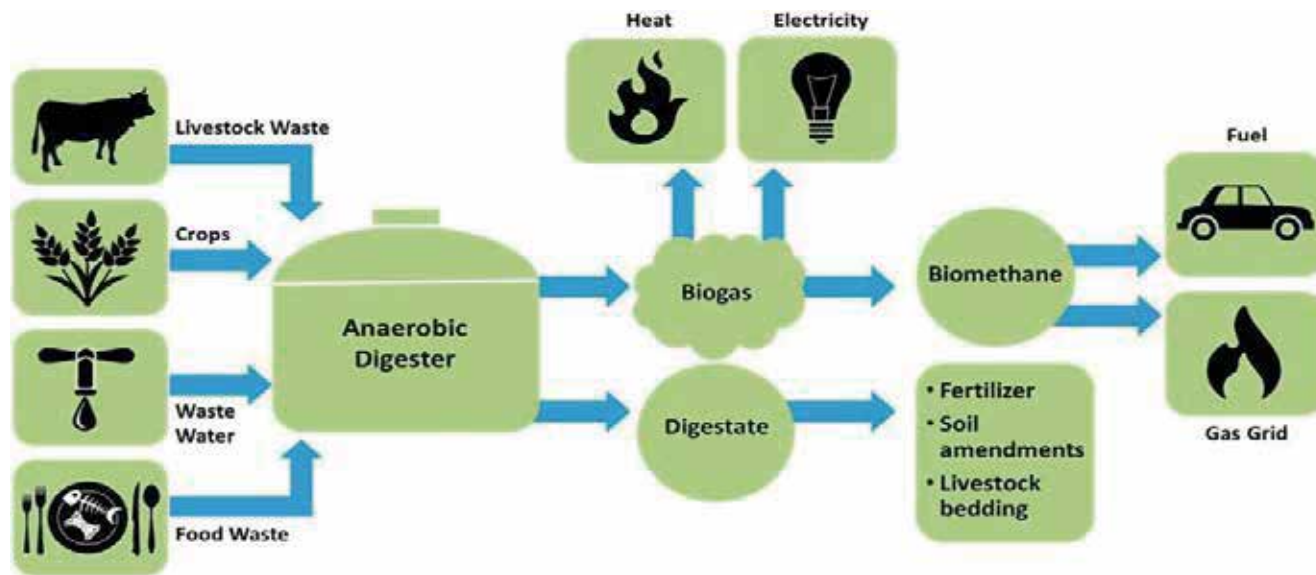 Heat
Electricity
Livestock Waste
Fuel
Crops
Biogas
Biomethane
Anaerobic
Digester
Waste
Water
Digestate
• Fertilizer
• Soil
amendments
• Livestock
bedding
Gas Grid
Food Waste